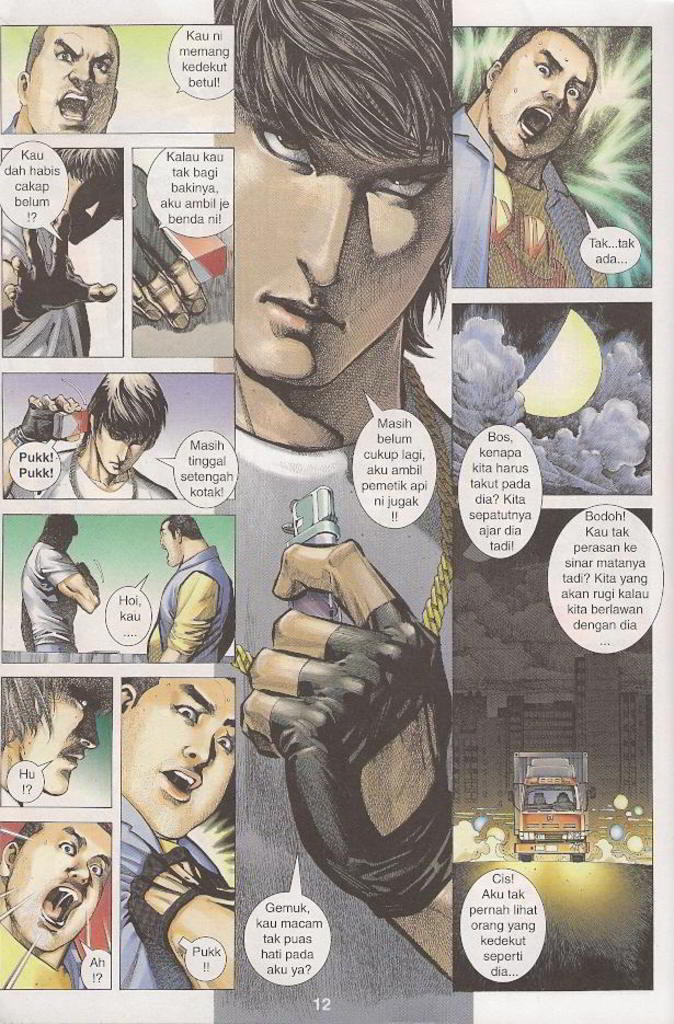 Kau ni
memang
kedekut
betul!
Kau
dah habis
cakap
belum
!?
Kalau kau
tak bagi
bakinya,
aku ambil je
benda ni!
Pukk!
Pukk!
Masih
tinggal
setengah
kotak!
Hoi,
kau
....
Hu
!?
Ah
!?
Pukk
!!
Masih
belum
cukup lagi,
aku ambil
pemetik api
ni jugak
!!
Gemuk,
kau macam
tak puas
hati pada
aku ya?
Tak...tak
ada...
Bos,
kenapa
kita harus
takut pada
dia? Kita
sepatutnya
ajar dia
tadi!
Bodoh!
Kau tak
perasan ke
sinar matanya
tadi? Kita yang
akan rugi kalau
kita berlawan
dengan dia
...
Cis!
Aku tak
pernah lihat
orang yang
kedekut
seperti
dia...
12